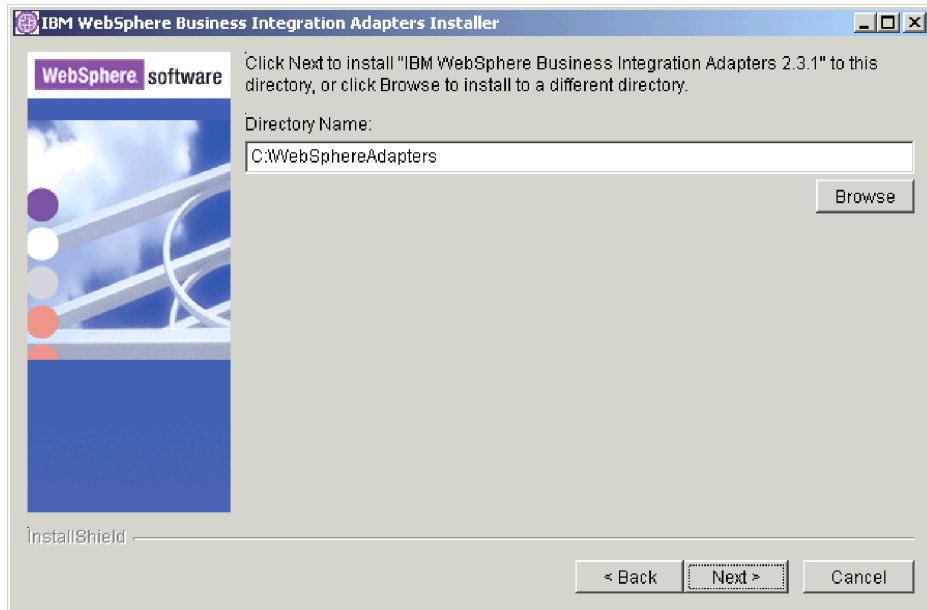 IBM WebSphere Business Integration Adapters Installer
WebSphere software
Click Next to install "IBM WebSphere Business Integration Adapters 2.3.1" to this
directory, or click Browse to install to a different directory.
Directory Name:
C:\WebSphereAdapters
Browse
InstallShield
< Back
Next >
Cancel